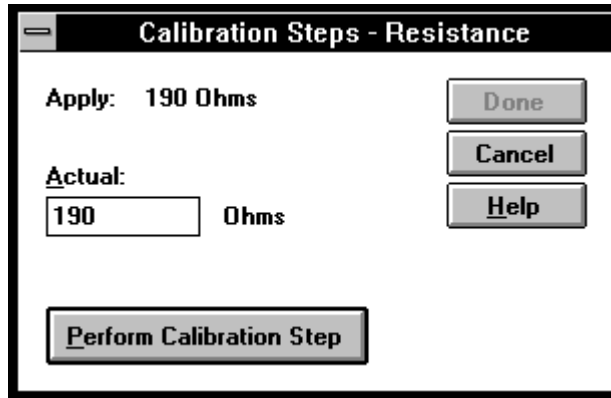 Calibration Steps - Resistance
Apply: 190 Ohms
Done
Cancel
Help
Actual:
190 Ohms
Perform Calibration Step